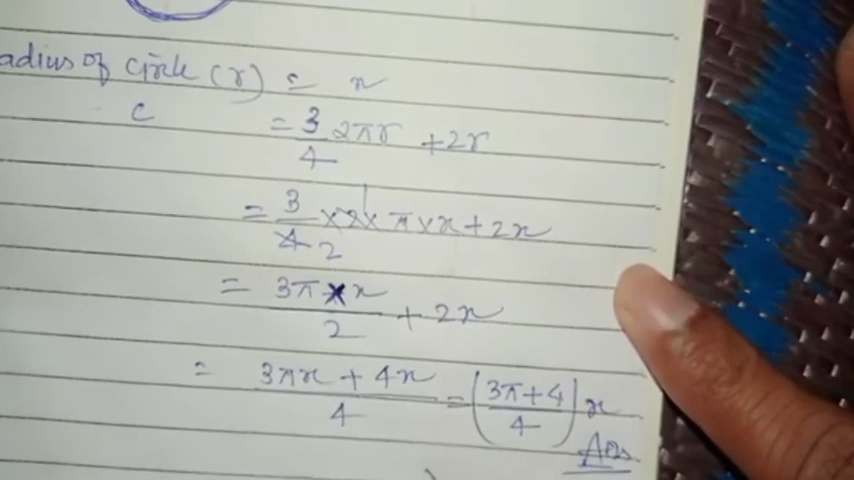 adius of circle (r) = x
C = 3/4 2πr + 2r
= 3/4 × 2 × π × x + 2x
= 3π × x / 2 + 2x
= 3πx + 4x / 4 = (3π + 4 / 4) x
Ans.